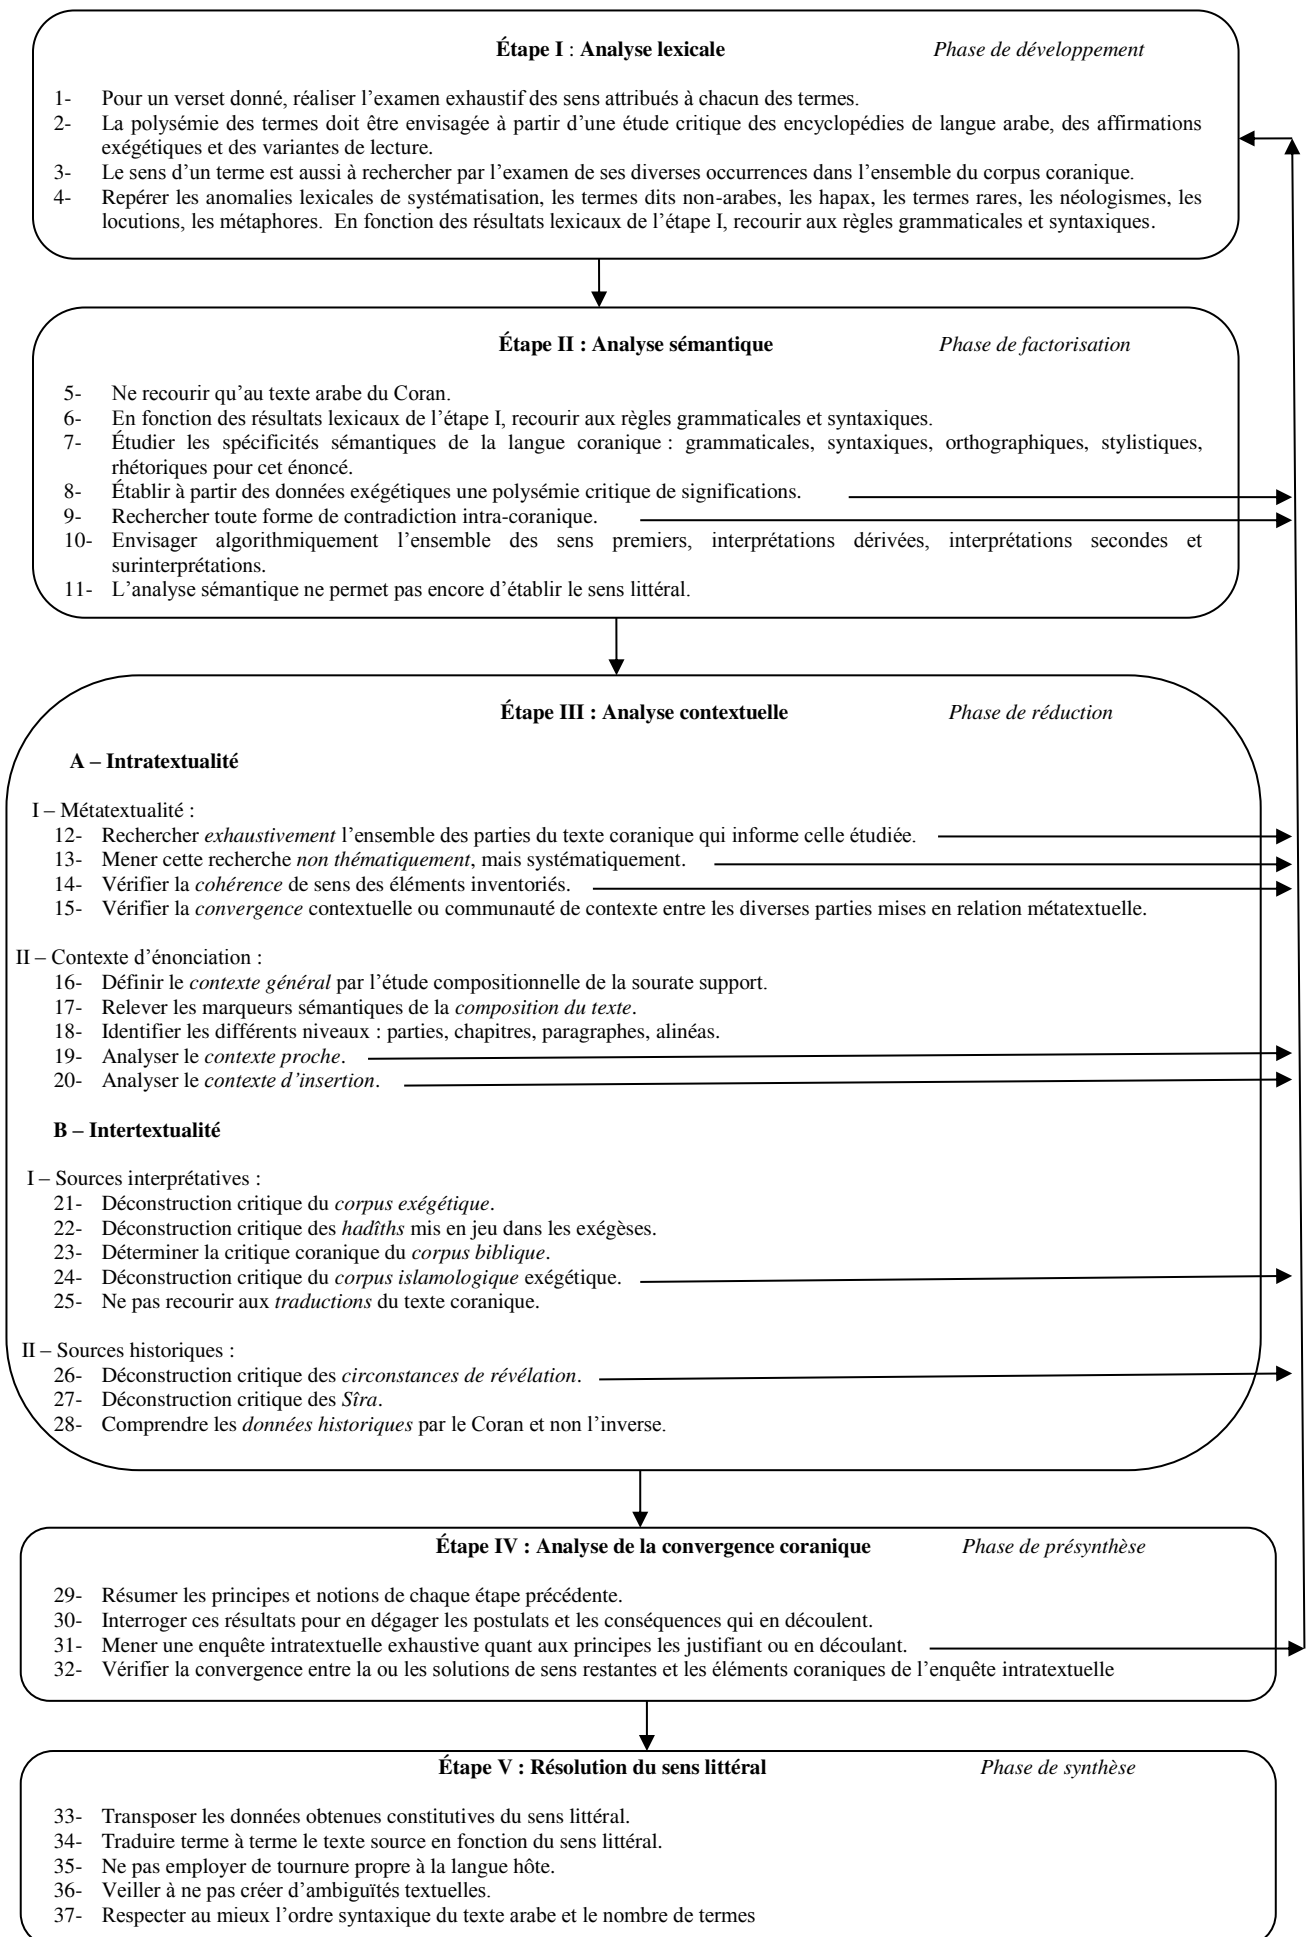 Étape I : Analyse lexicale Phase de développement
1- Pour un verset donné, réaliser l’examen exhaustif des sens attribués à chacun des termes.
2- La polysémie des termes doit être envisagée à partir d’une étude critique des encyclopédies de langue arabe, des affirmations
exégétiques et des variantes de lecture.
3- Le sens d’un terme est aussi à rechercher par l’examen de ses diverses occurrences dans l’ensemble du corpus coranique.
4- Repérer les anomalies lexicales de systématisation, les termes dits non-arabes, les hapax, les termes rares, les néologismes, les
locutions, les métaphores. En fonction des résultats lexicaux de l’étape I, recourir aux règles grammaticales et syntaxiques.
Étape II : Analyse sémantique Phase de factorisation
5- Ne recourir qu’au texte arabe du Coran.
6- En fonction des résultats lexicaux de l’étape I, recourir aux règles grammaticales et syntaxiques.
7- Étudier les spécificités sémantiques de la langue coranique : grammaticales, syntaxiques, orthographiques, stylistiques,
rhétoriques pour cet énoncé.
8- Établir à partir des données exégétiques une polysémie critique de significations.
9- Rechercher toute forme de contradiction intra-coranique.
10- Envisager algorithmiquement l’ensemble des sens premiers, interprétations dérivées, interprétations secondes et
surinterprétations.
11- L’analyse sémantique ne permet pas encore d’établir le sens littéral.
Étape III : Analyse contextuelle Phase de réduction
A – Intratextualité
I – Métatextualité :
12- Rechercher exhaustivement l’ensemble des parties du texte coranique qui informe celle étudiée.
13- Mener cette recherche non thématiquement, mais systématiquement.
14- Vérifier la cohérence de sens des éléments inventoriés.
15- Vérifier la convergence contextuelle ou communauté de contexte entre les diverses parties mises en relation métatextuelle.
II – Contexte d’énonciation :
16- Définir le contexte général par l’étude compositionnelle de la sourate support.
17- Relever les marqueurs sémantiques de la composition du texte.
18- Identifier les différents niveaux : parties, chapitres, paragraphes, alinéas.
19- Analyser le contexte proche.
20- Analyser le contexte d’insertion.
B – Intertextualité
I – Sources interprétatives :
21- Déconstruction critique du corpus exégétique.
22- Déconstruction critique des hadîths mis en jeu dans les exégèses.
23- Déterminer la critique coranique du corpus biblique.
24- Déconstruction critique du corpus islamologique exégétique.
25- Ne pas recourir aux traductions du texte coranique.
II – Sources historiques :
26- Déconstruction critique des circonstances de révélation.
27- Déconstruction critique des Sîra.
28- Comprendre les données historiques par le Coran et non l’inverse.
Étape IV : Analyse de la convergence coranique Phase de présynthèse
29- Résumer les principes et notions de chaque étape précédente.
30- Interroger ces résultats pour en dégager les postulats et les conséquences qui en découlent.
31- Mener une enquête intratextuelle exhaustive quant aux principes les justifiant ou en découlant.
32- Vérifier la convergence entre la ou les solutions de sens restantes et les éléments coraniques de l’enquête intratextuelle
Étape V : Résolution du sens littéral Phase de synthèse
33- Transposer les données obtenues constitutives du sens littéral.
34- Traduire terme à terme le texte source en fonction du sens littéral.
35- Ne pas employer de tournure propre à la langue hôte.
36- Veiller à ne pas créer d’ambiguïtés textuelles.
37- Respecter au mieux l’ordre syntaxique du texte arabe et le nombre de termes